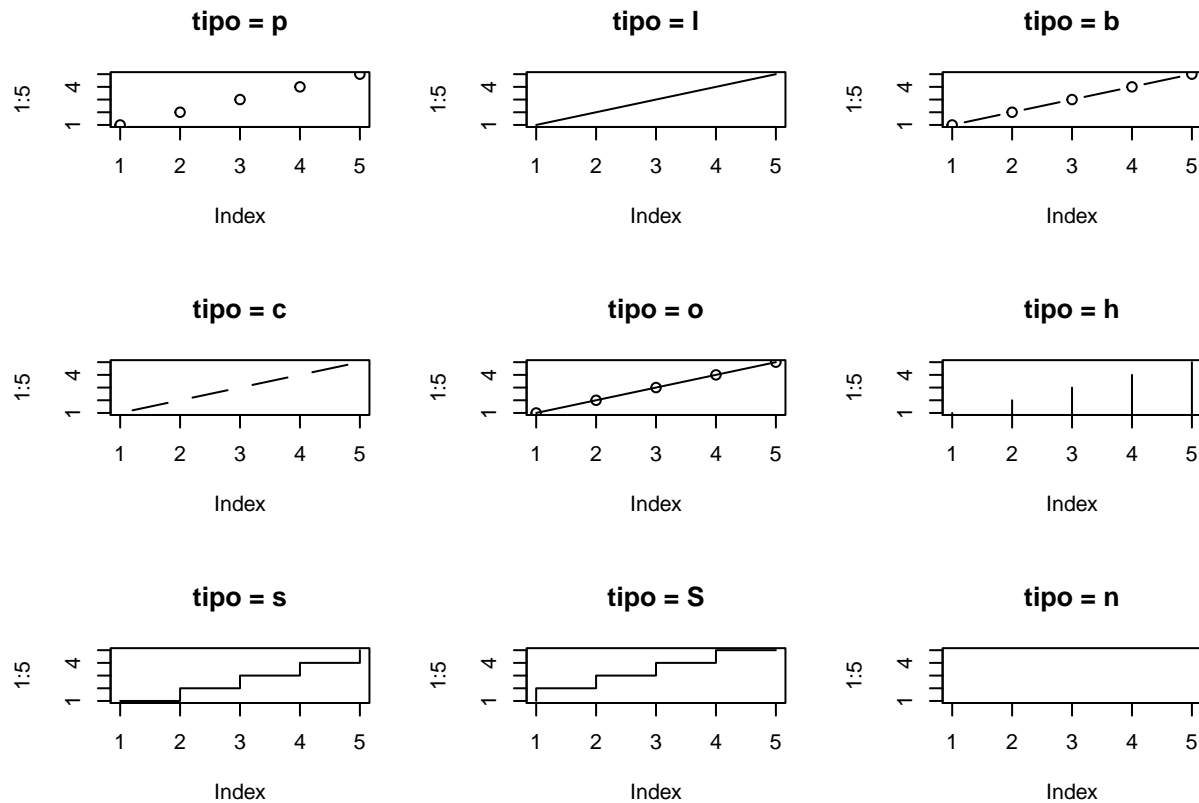 tipo = p
1:5
1 4
1 2 3 4 5
Index
tipo = l
1:5
1 4
1 2 3 4 5
Index
tipo = b
1:5
1 4
1 2 3 4 5
Index
tipo = c
1:5
1 4
1 2 3 4 5
Index
tipo = o
1:5
1 4
1 2 3 4 5
Index
tipo = h
1:5
1 4
1 2 3 4 5
Index
tipo = s
1:5
1 4
1 2 3 4 5
Index
tipo = S
1:5
1 4
1 2 3 4 5
Index
tipo = n
1:5
1 4
1 2 3 4 5
Index